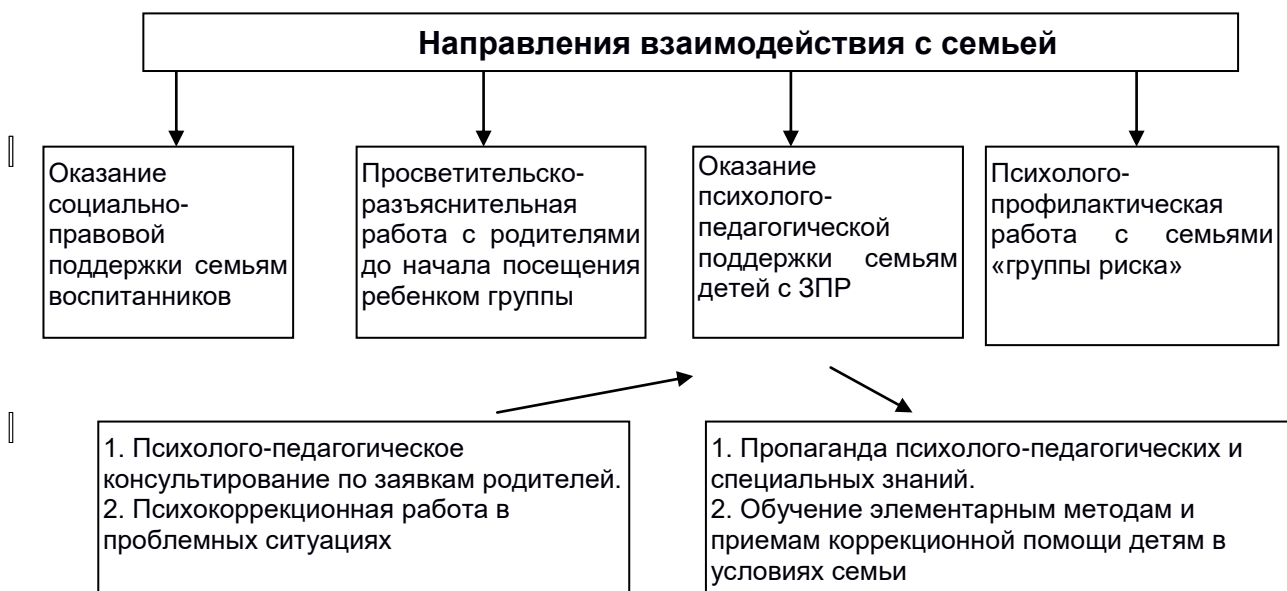 Направления взаимодействия с семьей
Оказание
социально-
правовой
поддержки семьям
воспитанников
Просветительско-
разъяснительная
работа с родителями
до начала посещения
ребенком группы
Оказание
психолого-
педагогической
поддержки семьям
детей с ЗПР
Психолого-
профилактическая
работа с семьями
«группы риска»
1. Психолого-педагогическое
консультирование по заявкам родителей.
2. Психокоррекционная работа в
проблемных ситуациях
1. Пропаганда психолого-педагогических и
специальных знаний.
2. Обучение элементарным методам и
приемам коррекционной помощи детям в
условиях семьи